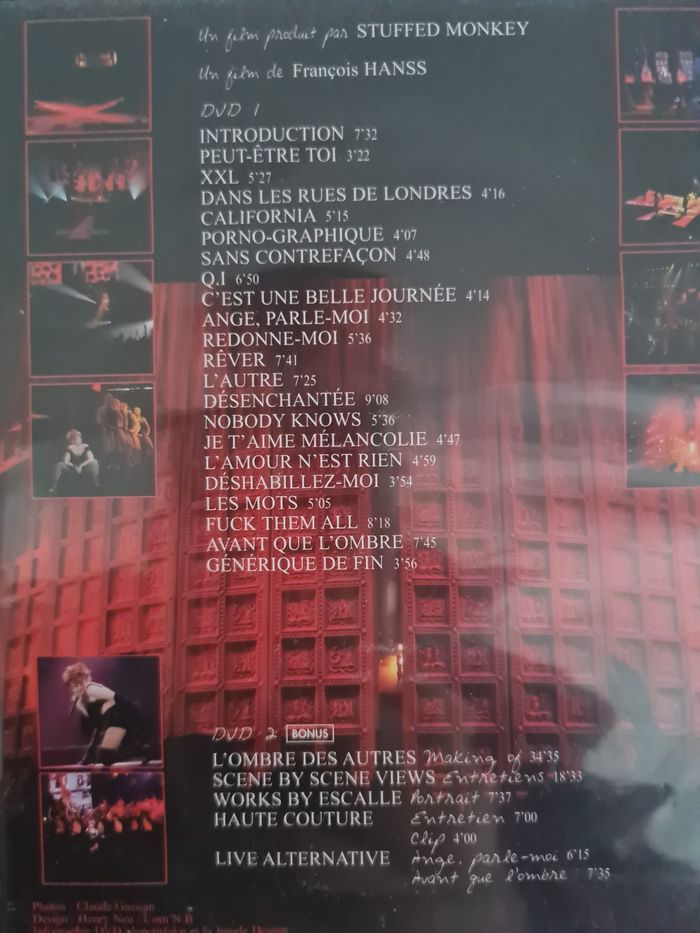 Un film produit par STUFFED MONKEY
Un film de François HANSS
DVD 1
INTRODUCTION 7'32
PEUT-ÊTRE TOI 3'22
XXL 5'27
DANS LES RUES DE LONDRES 4'16
CALIFORNIA 5'15
PORNO-GRAPHIQUE 4'07
SANS CONTREFAÇON 4'48
Q.I 6'50
C'EST UNE BELLE JOURNÉE 4'14
ANGE, PARLE-MOI 4'32
REDONNE-MOI 5'36
RÊVER 7'41
L'AUTRE 7'25
DÉSENCHANTÉE 9'08
NOBODY KNOWS 5'36
JE T'AIME MÉLANCOLIE 4'47
L'AMOUR N'EST RIEN 4'59
DÉSHABILLEZ-MOI 3'54
LES MOTS 5'05
FUCK THEM ALL 8'18
AVANT QUE L'OMBRE 7'45
GÉNÉRIQUE DE FIN 3'56
DVD 2 BONUS
L'OMBRE DES AUTRES Making of 34'35
SCENE BY SCENE VIEWS Entretiens 18'33
WORKS BY ESCALLE Portrait 7'37
HAUTE COUTURE Entretien 7'00
Clip 4'00
LIVE ALTERNATIVE Ange, parle-moi 6'15
Avant que l'ombre 7'35
Photos : Claude Gassian
Design : Henry Neu / Com'N B
Infographie DVD : et la Jungle Design